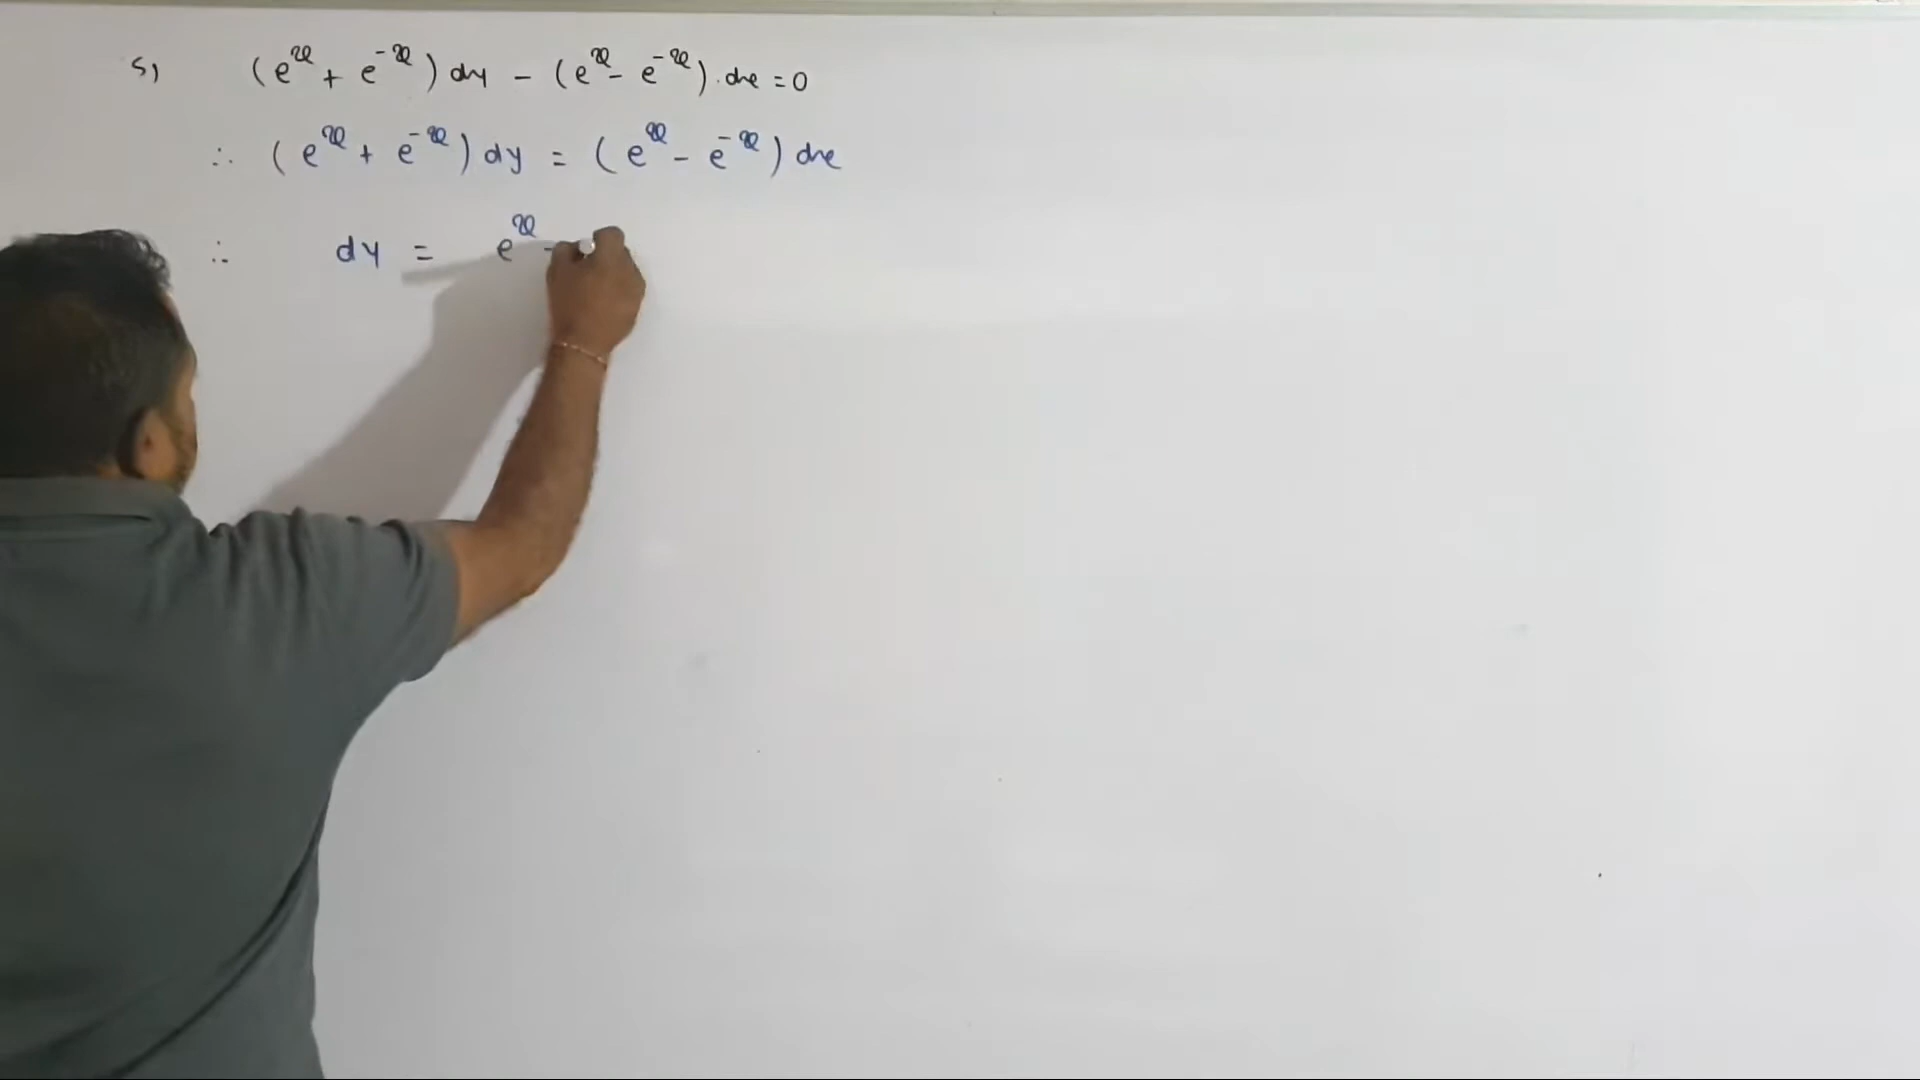 5) (e^x + e^-x) dy - (e^x - e^-x) . dx = 0
∴ (e^x + e^-x) dy = (e^x - e^-x) dx
∴ dy = e^x -